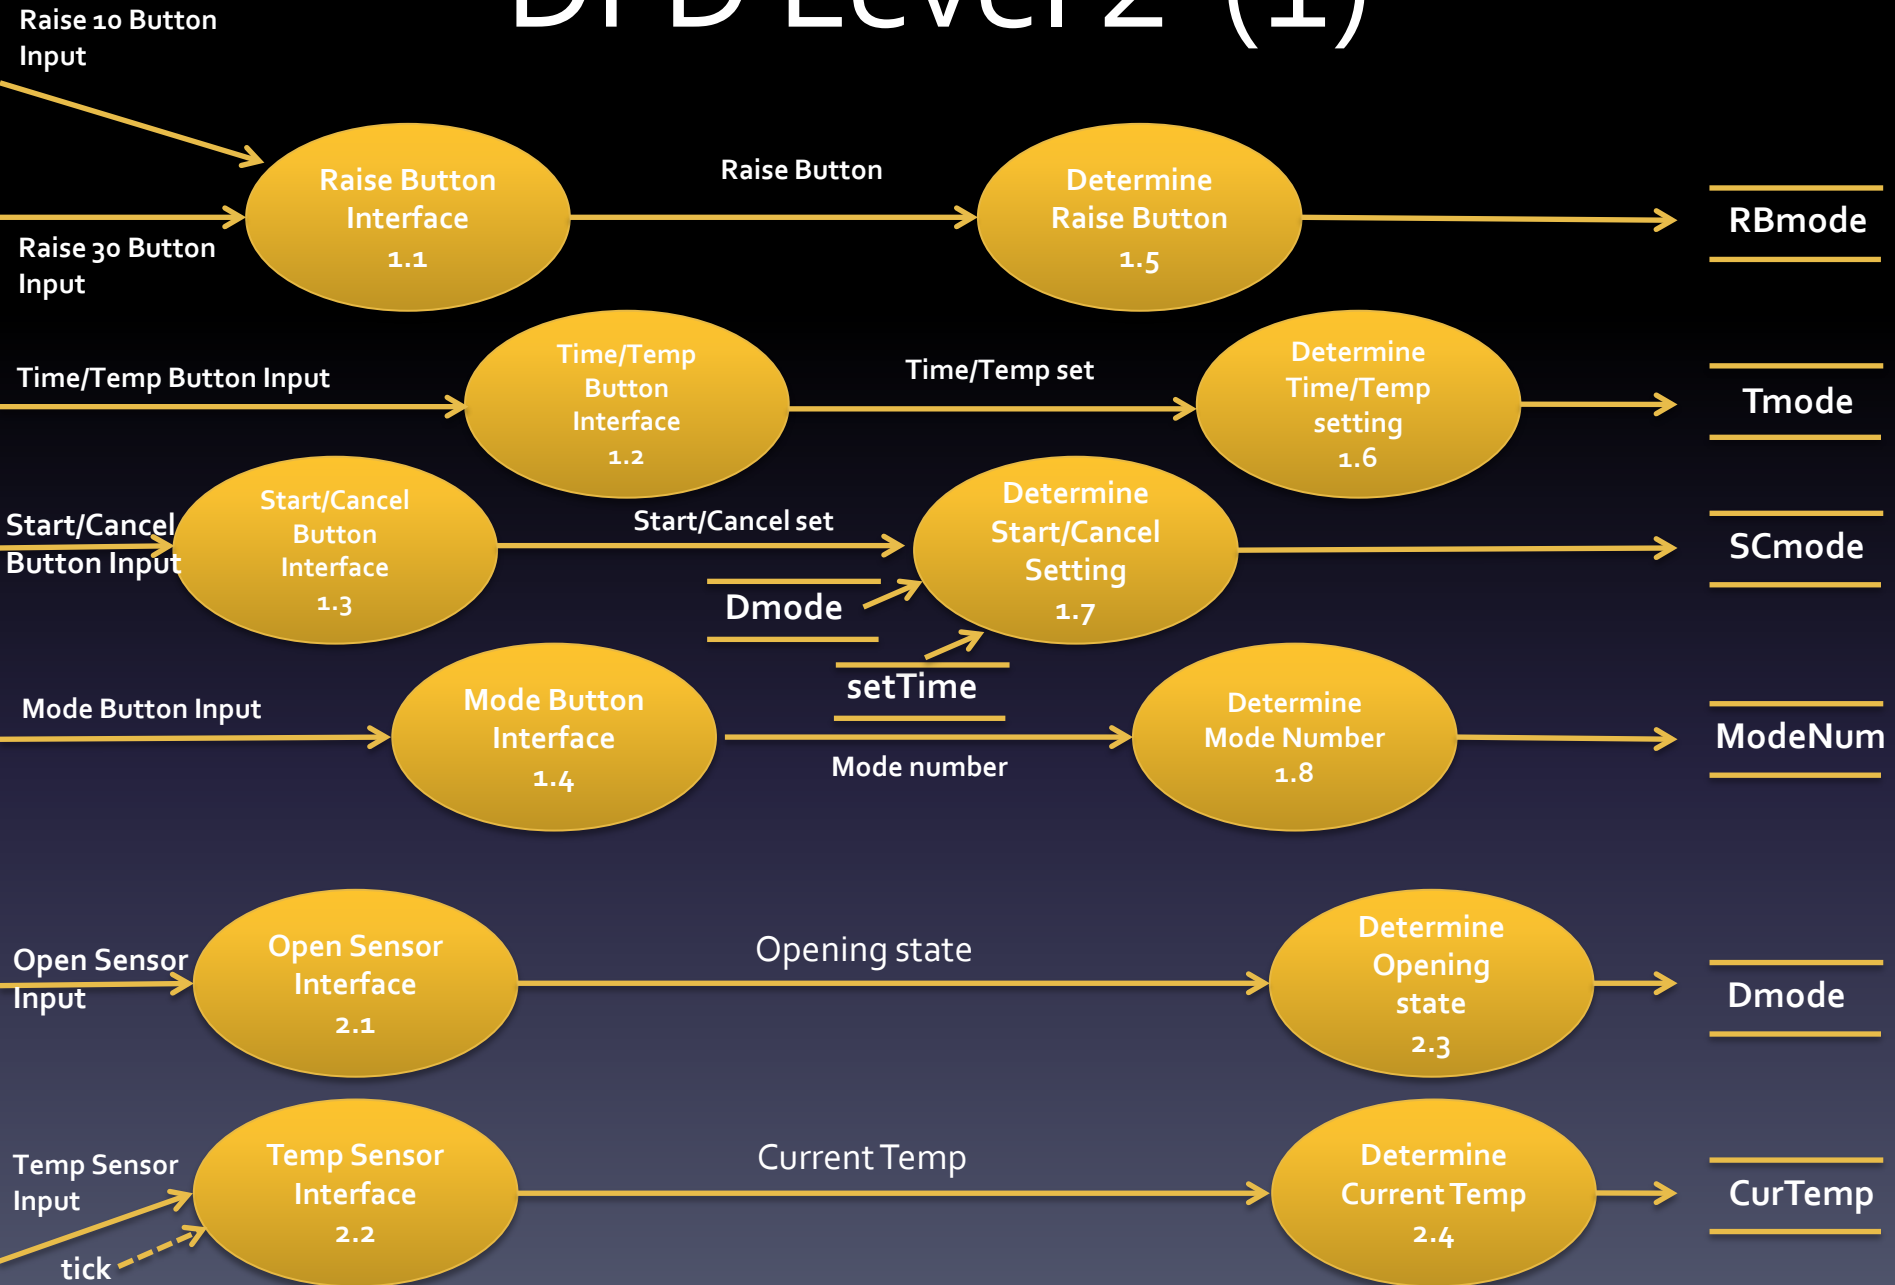 DFD Level 2 (1)
Raise 10 Button
Input
Raise Button
Interface
1.1
Raise Button
Determine
Raise Button
1.5
RBmode
Raise 30 Button
Input
Time/Temp Button Input
Time/Temp
Button
Interface
1.2
Time/Temp set
Determine
Time/Temp
setting
1.6
Tmode
Start/Cancel
Button Input
Start/Cancel
Button
Interface
1.3
Start/Cancel set
Dmode
setTime
Determine
Start/Cancel
Setting
1.7
SCmode
Mode Button Input
Mode Button
Interface
1.4
Mode number
Determine
Mode Number
1.8
ModeNum
Open Sensor
Input
Open Sensor
Interface
2.1
Opening state
Determine
Opening
state
2.3
Dmode
Temp Sensor
Input
tick
Temp Sensor
Interface
2.2
Current Temp
Determine
Current Temp
2.4
CurTemp